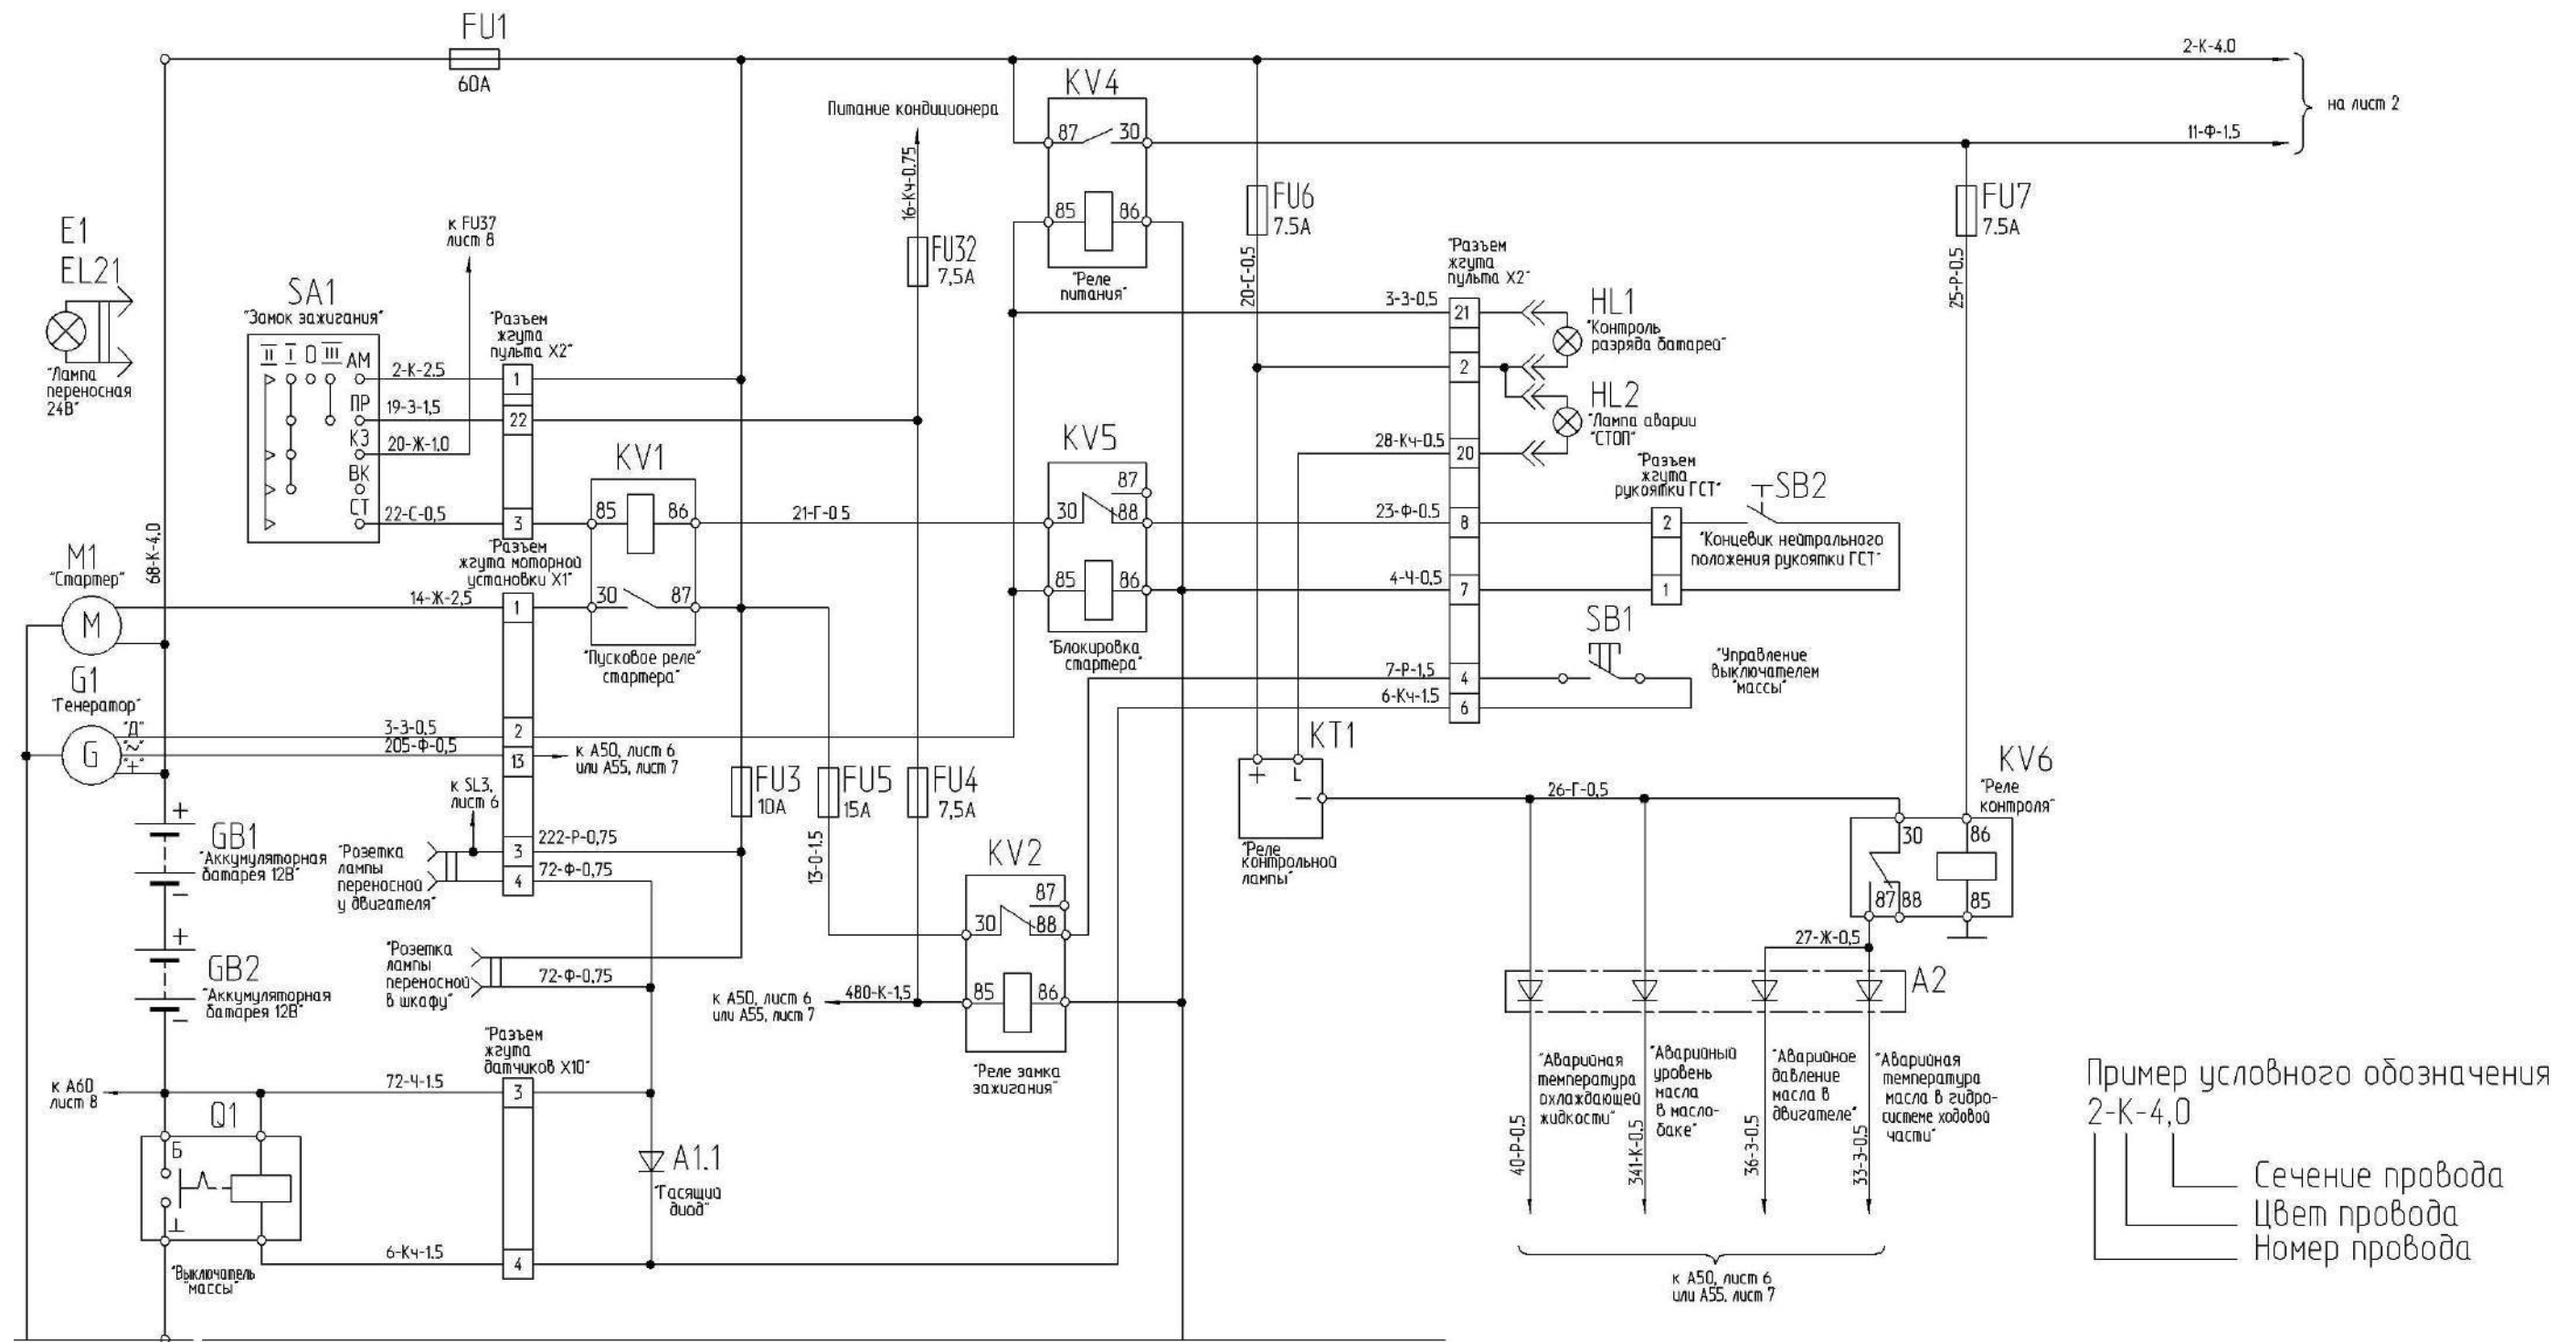 FU1
60А
2-К-4.0
на лист 2
11-Ф-1.5
KV4
87
30
85
86
"Реле
питания"
Питание кондиционера
16-Кч-0.75
FU32
7,5А
FU6
7.5А
20-С-0.5
FU7
7.5А
25-Р-0.5
E1
EL21
"Лампа
переносная
24В"
к FU37
лист 8
SA1
"Замок зажигания"
II I 0 III АМ
ПР
КЗ
ВК
СТ
2-К-2.5
19-З-1,5
20-Ж-1.0
22-С-0,5
"Разъем
жгута
пульта X2"
1
22
3
KV1
85
86
30
87
"Пусковое реле"
стартера"
21-Г-0 5
KV5
87
30
88
85
86
"Блокировка
стартера"
"Разъем
жгута
пульта X2"
21
2
20
8
7
4
6
3-З-0,5
28-Кч-0.5
23-Ф-0.5
4-Ч-0,5
7-Р-1,5
6-Кч-1.5
HL1
"Контроль
разряда батарей"
HL2
"Лампа аварии
"СТОП"
"Разъем
жгута
рукоятки ГСТ"
2
1
SB2
"Концевик нейтрального
положения рукоятки ГСТ"
SB1
"Управление
выключателем
"массы"
68-К-4.0
M1
"Стартер"
M
G1
"Генератор"
G
"Д"
"~"
"+"
14-Ж-2,5
3-З-0,5
205-Ф-0,5
"Разъем
жгута моторной
установки X1"
1
2
13
3
4
к А50, лист 6
или А55, лист 7
к SL3,
лист 6
222-Р-0,75
72-Ф-0,75
"Розетка
лампы
переносной
у двигателя"
FU3
10А
FU5
15А
13-О-1.5
FU4
7,5А
KT1
+
L
−
"Реле
контрольной
лампы"
26-Г-0,5
KV6
"Реле
контроля"
30
86
87
88
85
27-Ж-0,5
A2
+
GB1
"Аккумуляторная
батарея 12В"
−
+
GB2
"Аккумуляторная
батарея 12В"
−
"Розетка
лампы
переносной
в шкафу"
72-Ф-0,75
KV2
87
30
88
85
86
"Реле замка
зажигания"
к А50, лист 6
или А55, лист 7
480-К-1,5
к А60
лист 8
72-Ч-1.5
"Разъем
жгута
датчиков X10"
3
4
Q1
Б
⊥
"Выключатель
"массы"
6-Кч-1.5
A1.1
"Гасящий
диод"
"Аварийная
температура
охлаждающей
жидкости"
"Аварийный
уровень
масла
в масло-
баке"
"Аварийное
давление
масла в
двигателе"
"Аварийная
температура
масла в гидро-
системе ходовой
части"
40-Р-0.5
341-К-0.5
36-З-0.5
33-З-0.5
к А50, лист 6
или А55, лист 7
Пример условного обозначения
2-К-4,0
Сечение провода
Цвет провода
Номер провода